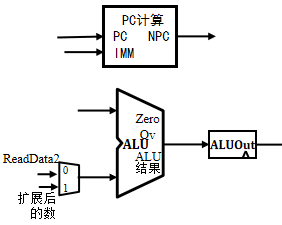 PC计算
PC NPC
IMM
Zero
Ov
ALU
ALU
结果
ALUOut
ReadData2
0
1
扩展后
的数